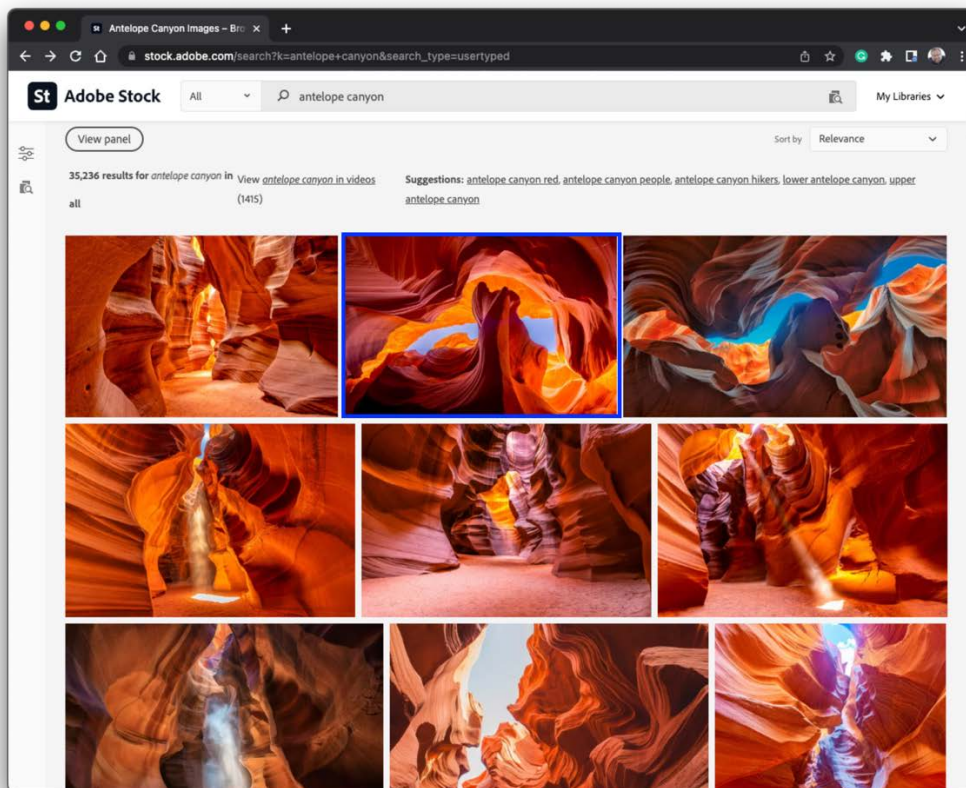 St Antelope Canyon Images – Bro
stock.adobe.com/search?k=antelope+canyon&search_type=usertyped
St Adobe Stock All antelope canyon My Libraries
View panel Sort by Relevance
35,236 results for antelope canyon in
all
View antelope canyon in videos
(1415)
Suggestions: antelope canyon red, antelope canyon people, antelope canyon hikers, lower antelope canyon, upper
antelope canyon